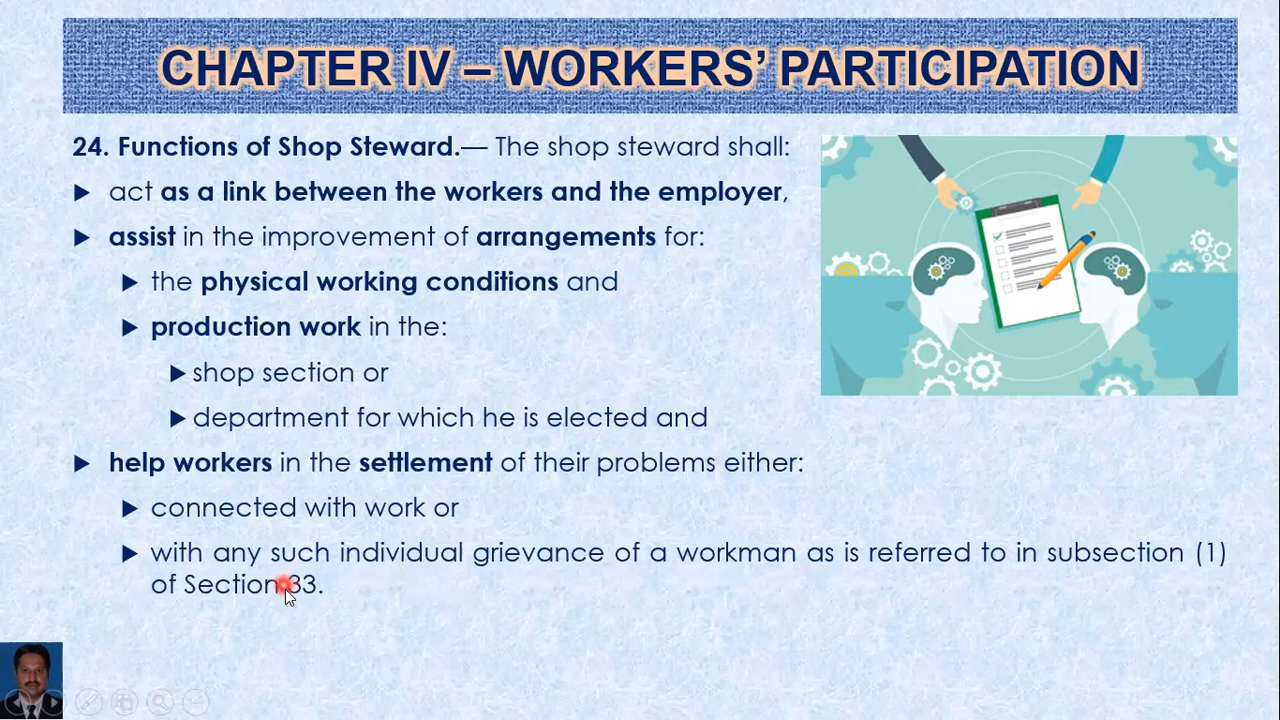 CHAPTER IV – WORKERS' PARTICIPATION
24. Functions of Shop Steward.— The shop steward shall:
act as a link between the workers and the employer,
assist in the improvement of arrangements for:
the physical working conditions and
production work in the:
shop section or
department for which he is elected and
help workers in the settlement of their problems either:
connected with work or
with any such individual grievance of a workman as is referred to in subsection (1)
of Section 33.